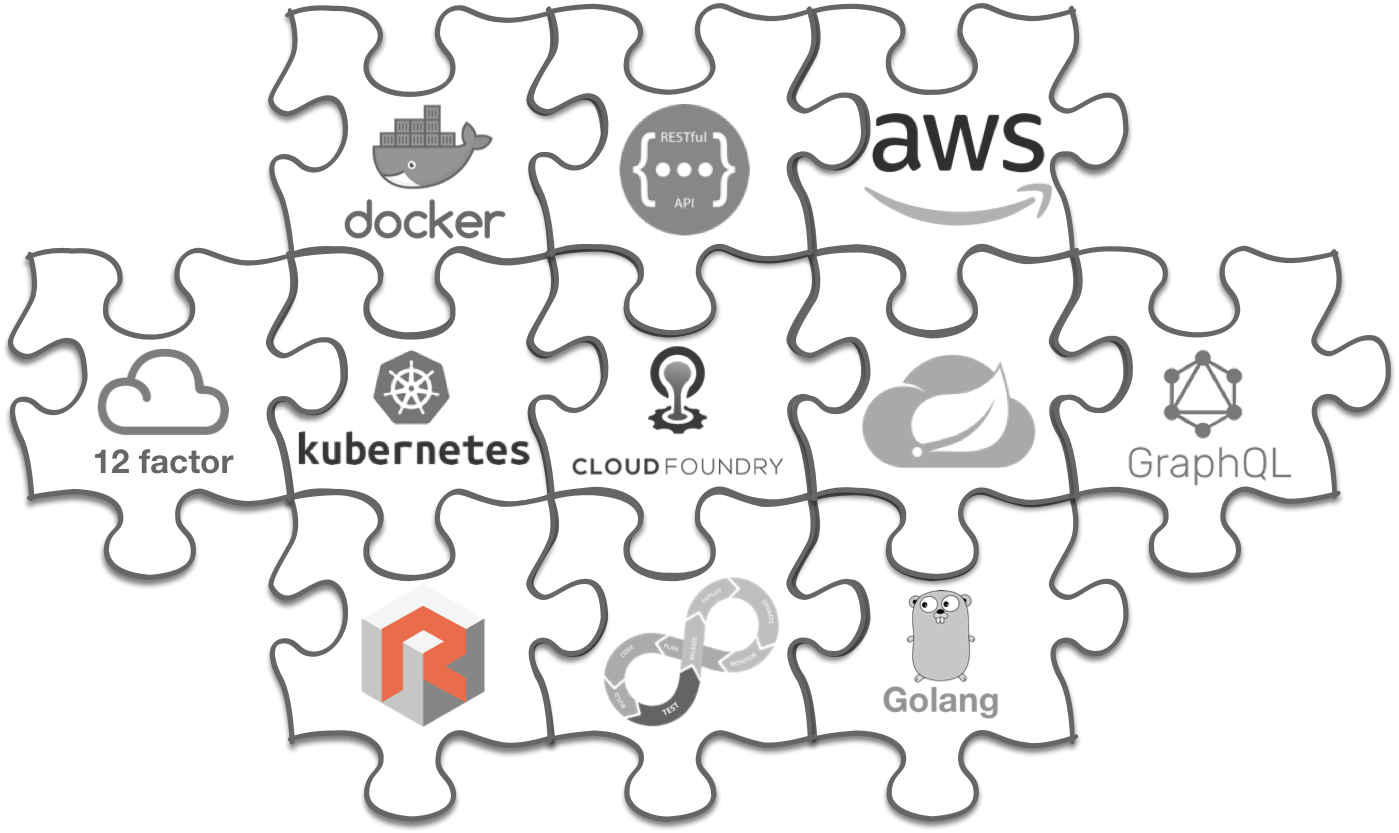 docker
RESTful
API
aws
12 factor
kubernetes
CLOUD FOUNDRY
GraphQL
DEPLOY
OPERATE
CODE
PLAN
RELEASE
MONITOR
BUILD
TEST
Golang